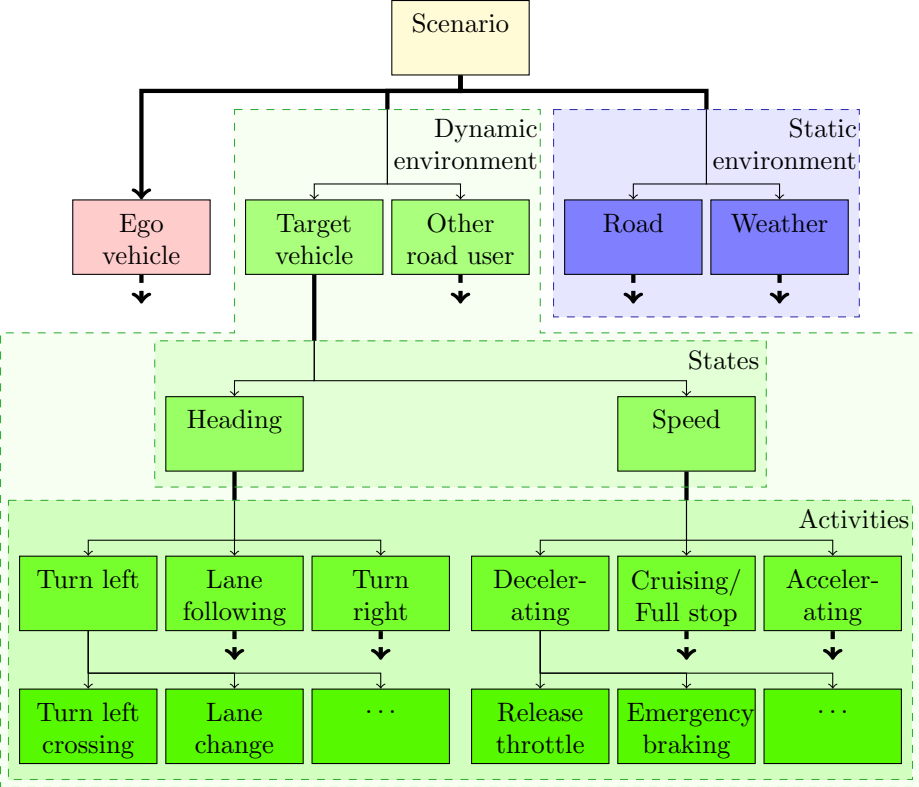 Scenario
Dynamic
environment
Static
environment
Ego
vehicle
Target
vehicle
Other
road user
Road
Weather
States
Heading
Speed
Activities
Turn left
Lane
following
Turn
right
Deceler-
ating
Cruising/
Full stop
Acceler-
ating
Turn left
crossing
Lane
change
...
Release
throttle
Emergency
braking
...